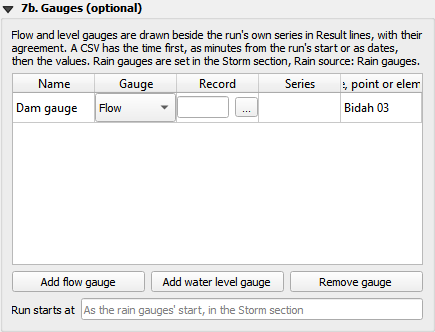 7b. Gauges (optional)
Flow and level gauges are drawn beside the run's own series in Result lines, with their
agreement. A CSV has the time first, as minutes from the run's start or as dates,
then the values. Rain gauges are set in the Storm section, Rain source: Rain gauges.
Name Gauge Record Series , point or elem
Dam gauge Flow ... Bidah 03
Add flow gauge Add water level gauge Remove gauge
Run starts at As the rain gauges' start, in the Storm section